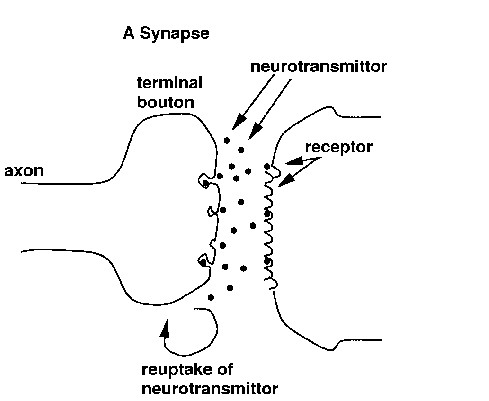 A Synapse
neurotransmittor
terminal
bouton
receptor
axon
reuptake of
neurotransmittor